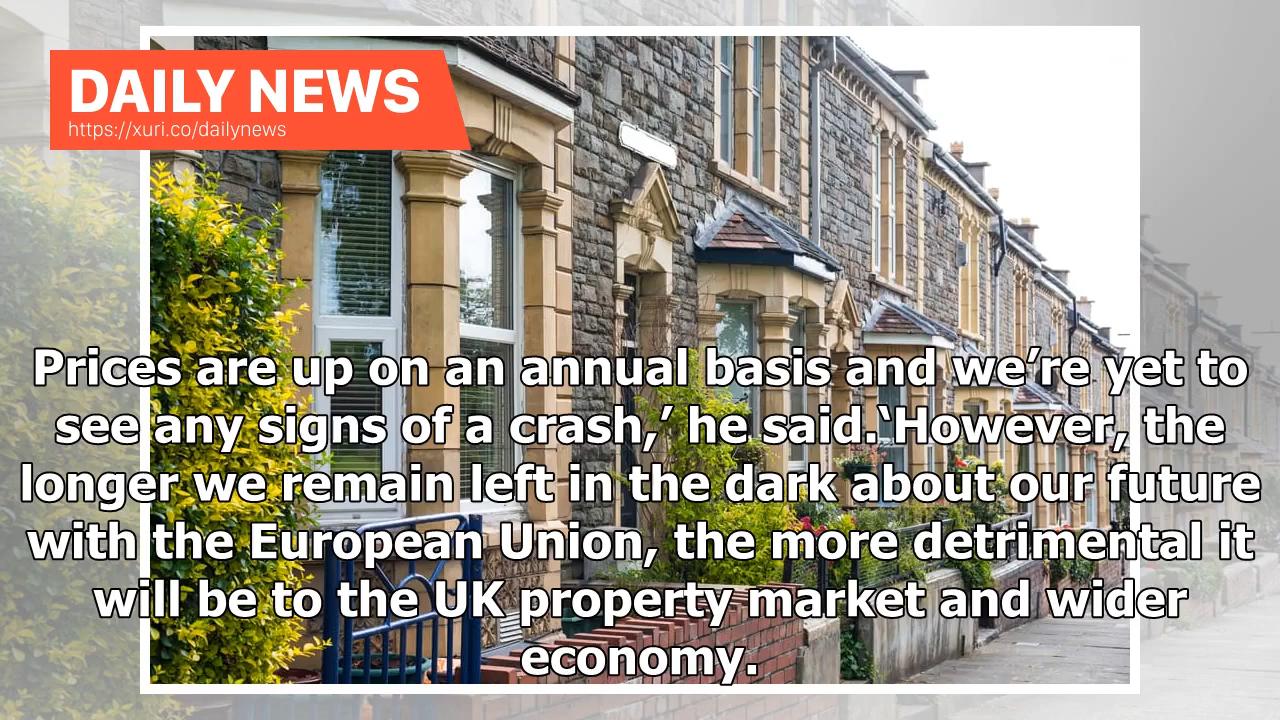 DAILY NEWS
https://xuri.co/dailynews
Prices are up on an annual basis and we’re yet to
see any signs of a crash,’ he said.‘However, the
longer we remain left in the dark about our future
with the European Union, the more detrimental it
will be to the UK property market and wider
economy.